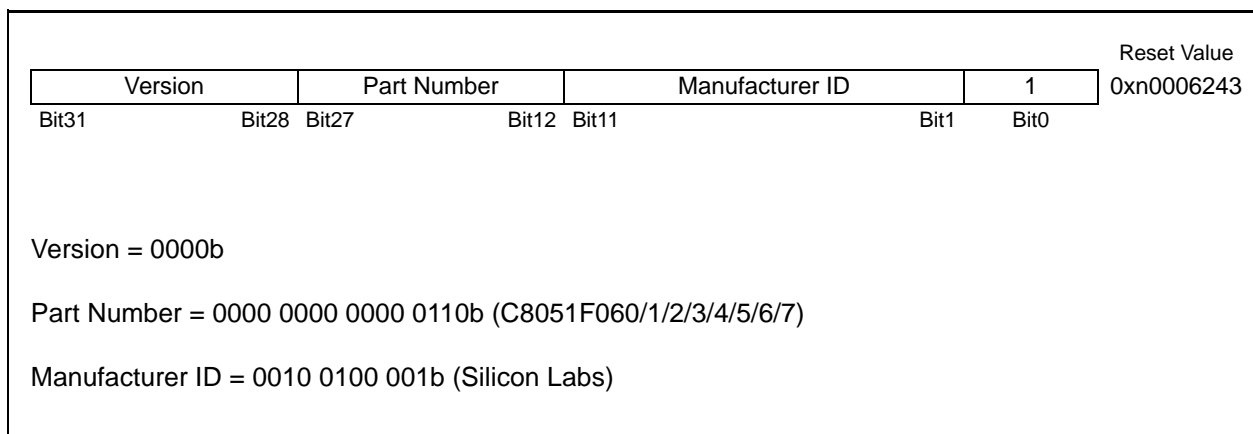 Reset Value
Version Part Number Manufacturer ID 1 0xn0006243
Bit31 Bit28 Bit27 Bit12 Bit11 Bit1 Bit0
Version = 0000b
Part Number = 0000 0000 0000 0110b (C8051F060/1/2/3/4/5/6/7)
Manufacturer ID = 0010 0100 001b (Silicon Labs)